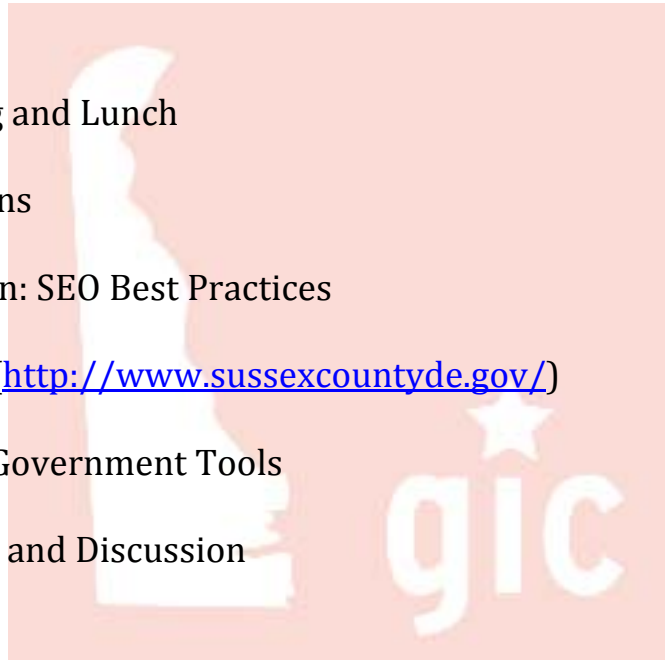 g and Lunch
ns
n: SEO Best Practices
(http://www.sussexcountyde.gov/)
Government Tools
and Discussion
gic